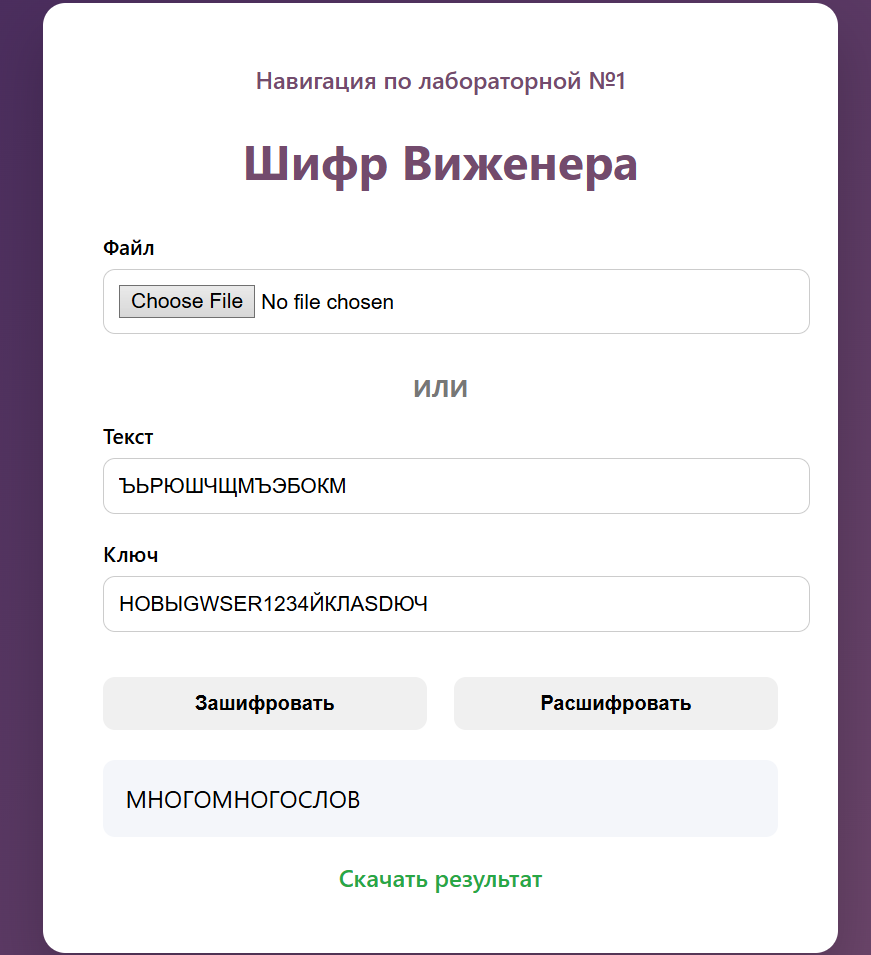 Навигация по лабораторной №1
Шифр Виженера
Файл
Choose File No file chosen
ИЛИ
Текст
ЪЬРЮШЧЩМЪЭБОКМ
Ключ
НОВЫGWSER1234ЙКЛASDЮЧ
Зашифровать Расшифровать
МНОГОМНОГОСЛОВ
Скачать результат